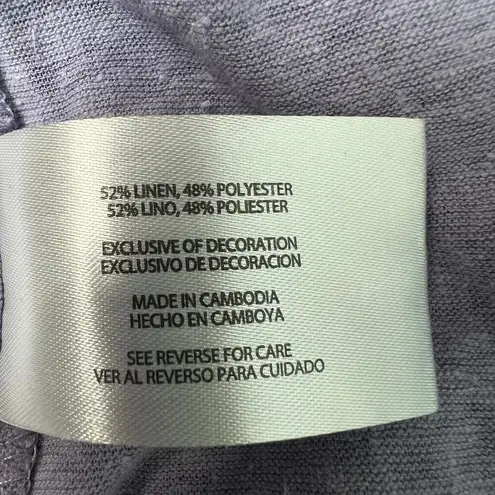 52% LINEN, 48% POLYESTER
52% LINO, 48% POLIESTER
EXCLUSIVE OF DECORATION
EXCLUSIVO DE DECORACION
MADE IN CAMBODIA
HECHO EN CAMBOYA
SEE REVERSE FOR CARE
VER AL REVERSO PARA CUIDADO